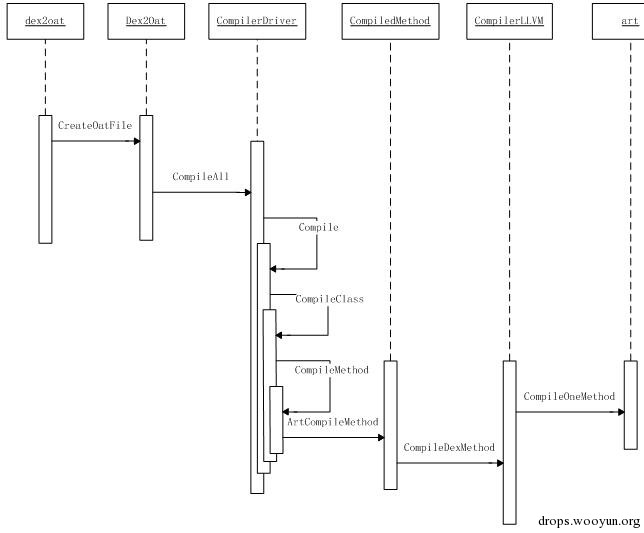 dex2oat Dex2Oat CompilerDriver CompiledMethod CompilerLLVM art
CreateOatFile
CompileAll
Compile
CompileClass
CompileMethod
CompileOneMethod
ArtCompileMethod
CompileDexMethod
drops.wooyun.org